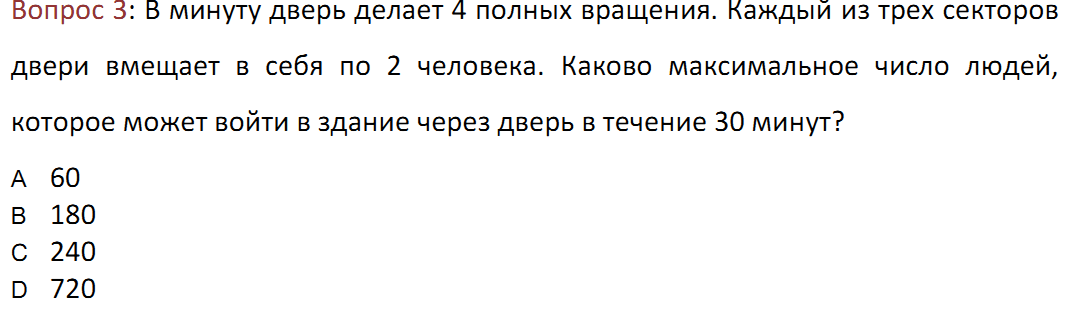 Вопрос 3: В минуту дверь делает 4 полных вращения. Каждый из трех секторов
двери вмещает в себя по 2 человека. Каково максимальное число людей,
которое может войти в здание через дверь в течение 30 минут?
A 60
B 180
C 240
D 720